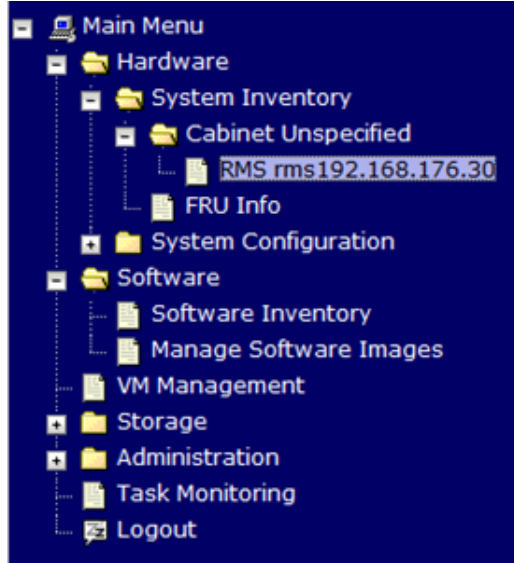 Main Menu
Hardware
System Inventory
Cabinet Unspecified
RMS rms192.168.176.30
FRU Info
System Configuration
Software
Software Inventory
Manage Software Images
VM Management
Storage
Administration
Task Monitoring
Logout